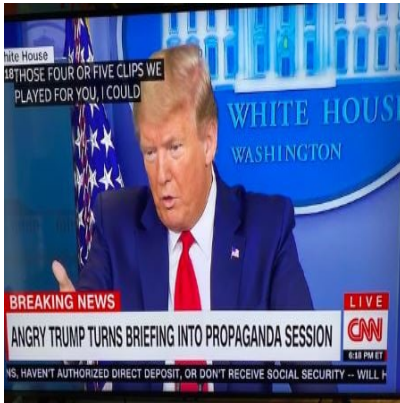 hite House
18THOSE FOUR OR FIVE CLIPS WE
PLAYED FOR YOU, I COULD
WHITE HOUS
WASHINGTON
BREAKING NEWS
LIVE
ANGRY TRUMP TURNS BRIEFING INTO PROPAGANDA SESSION
CNN
6:18 PM ET
NS, HAVEN'T AUTHORIZED DIRECT DEPOSIT, OR DON'T RECEIVE SOCIAL SECURITY -- WILL H